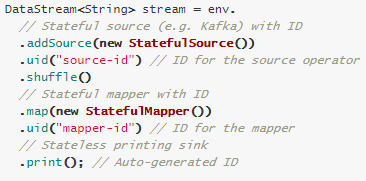 DataStream<String> stream = env.
// Stateful source (e.g. Kafka) with ID
.addSource(new StatefulSource())
.uid("source-id") // ID for the source operator
.shuffle()
// Stateful mapper with ID
.map(new StatefulMapper())
.uid("mapper-id") // ID for the mapper
// Stateless printing sink
.print(); // Auto-generated ID